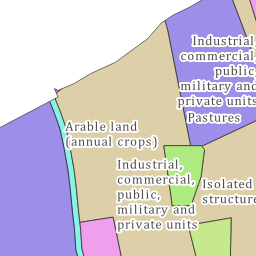 Industrial,
commercial,
public,
military and
private units
Pastures
Arable land
(annual crops)
Industrial,
commercial,
public,
military and
private units
Isolated
structure